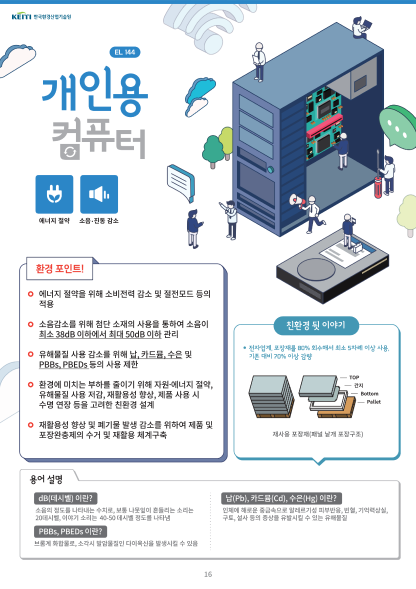 KEITI 한국환경산업기술원
EL 144
개인용
컴퓨터
에너지 절약
소음·진동 감소
환경 포인트!
에너지 절약을 위해 소비전력 감소 및 절전모드 등의
적용
소음감소를 위해 첨단 소재의 사용을 통하여 소음이
최소 38dB 이하에서 최대 50dB 이하 관리
유해물질 사용 감소를 위해 납, 카드뮴, 수은 및
PBBs, PBEDs 등의 사용 제한
환경에 미치는 부하를 줄이기 위해 자원·에너지 절약,
유해물질 사용 저감, 재활용성 향상, 제품 사용 시
수명 연장 등을 고려한 친환경 설계
재활용성 향상 및 폐기물 발생 감소를 위하여 제품 및
포장완충제의 수거 및 재활용 체계구축
친환경 뒷 이야기
* 전자업계, 포장재를 80% 회수해서 최소 5차례 이상 사용,
기존 대비 70% 이상 감량
TOP
간지
Bottom
Pallet
재사용 포장재(패널 낱개 포장구조)
용어 설명
dB(데시벨) 이란?
소음의 정도를 나타내는 수치로, 보통 나뭇잎이 흔들리는 소리는
20데시벨, 이야기 소리는 40-50 데시벨 정도를 나타냄
PBBs, PBEDs 이란?
브롬계 화합물로, 소각시 발암물질인 다이옥신을 발생시킬 수 있음
납(Pb), 카드뮴(Cd), 수은(Hg) 이란?
인체에 해로운 중금속으로 알레르기성 피부반응, 빈혈, 기억력상실,
구토, 설사 등의 증상을 유발시킬 수 있는 유해물질
16